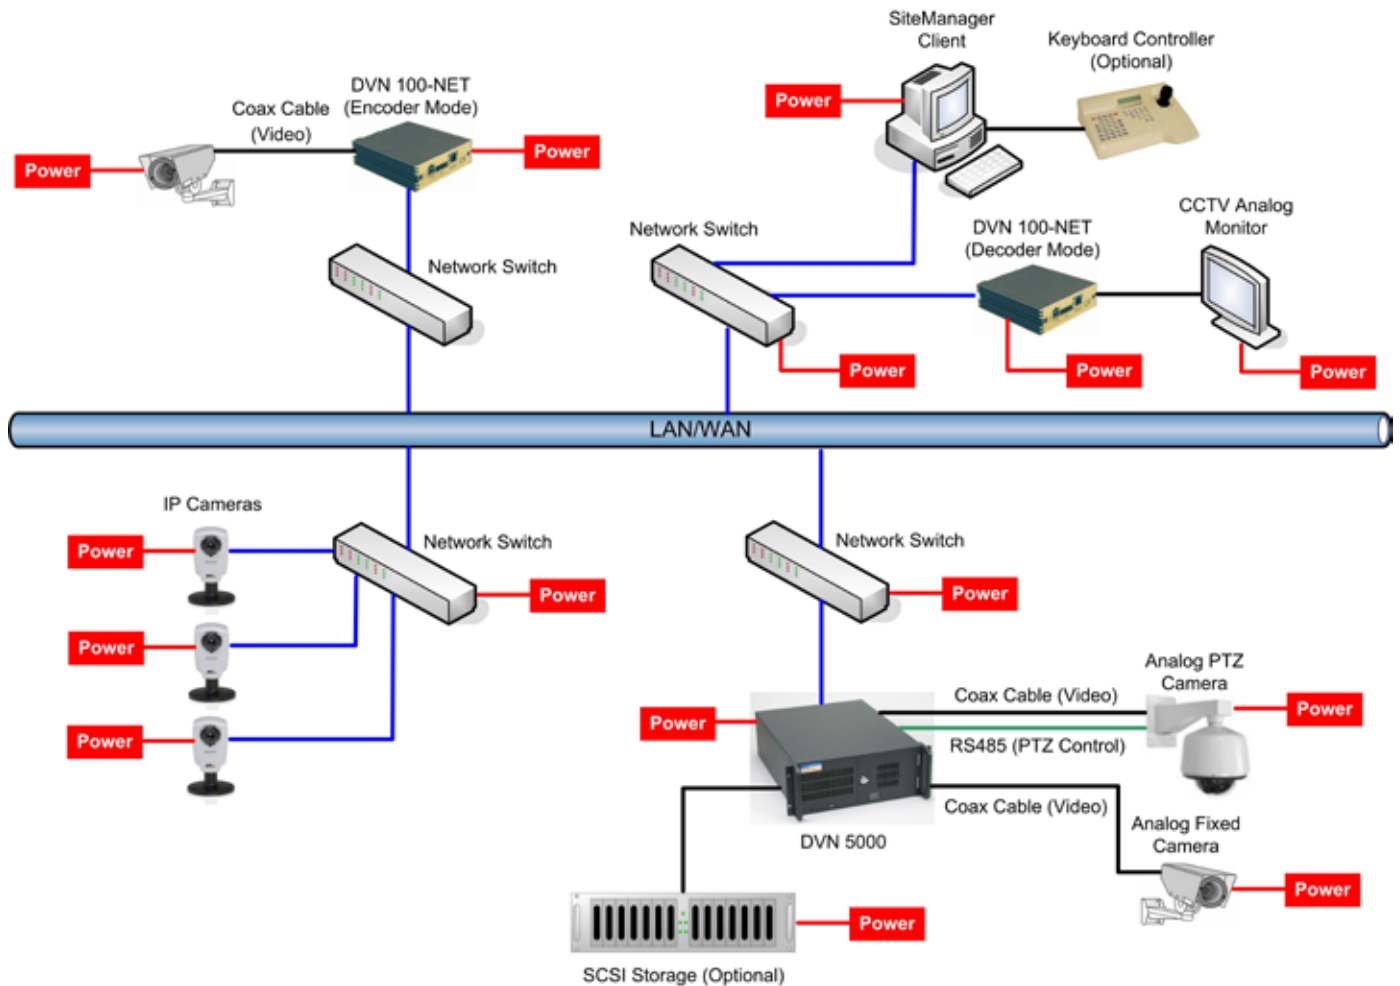 SiteManager
Client
Keyboard Controller
(Optional)
Power
DVN 100-NET
(Encoder Mode)
Coax Cable
(Video)
Power
Power
Network Switch
Network Switch
DVN 100-NET
(Decoder Mode)
CCTV Analog
Monitor
Power
Power
Power
LAN/WAN
IP Cameras
Power
Network Switch
Power
Network Switch
Power
Power
Power
Analog PTZ
Camera
Coax Cable (Video)
Power
Power
RS485 (PTZ Control)
Coax Cable (Video)
DVN 5000
Analog Fixed
Camera
Power
Power
SCSI Storage (Optional)